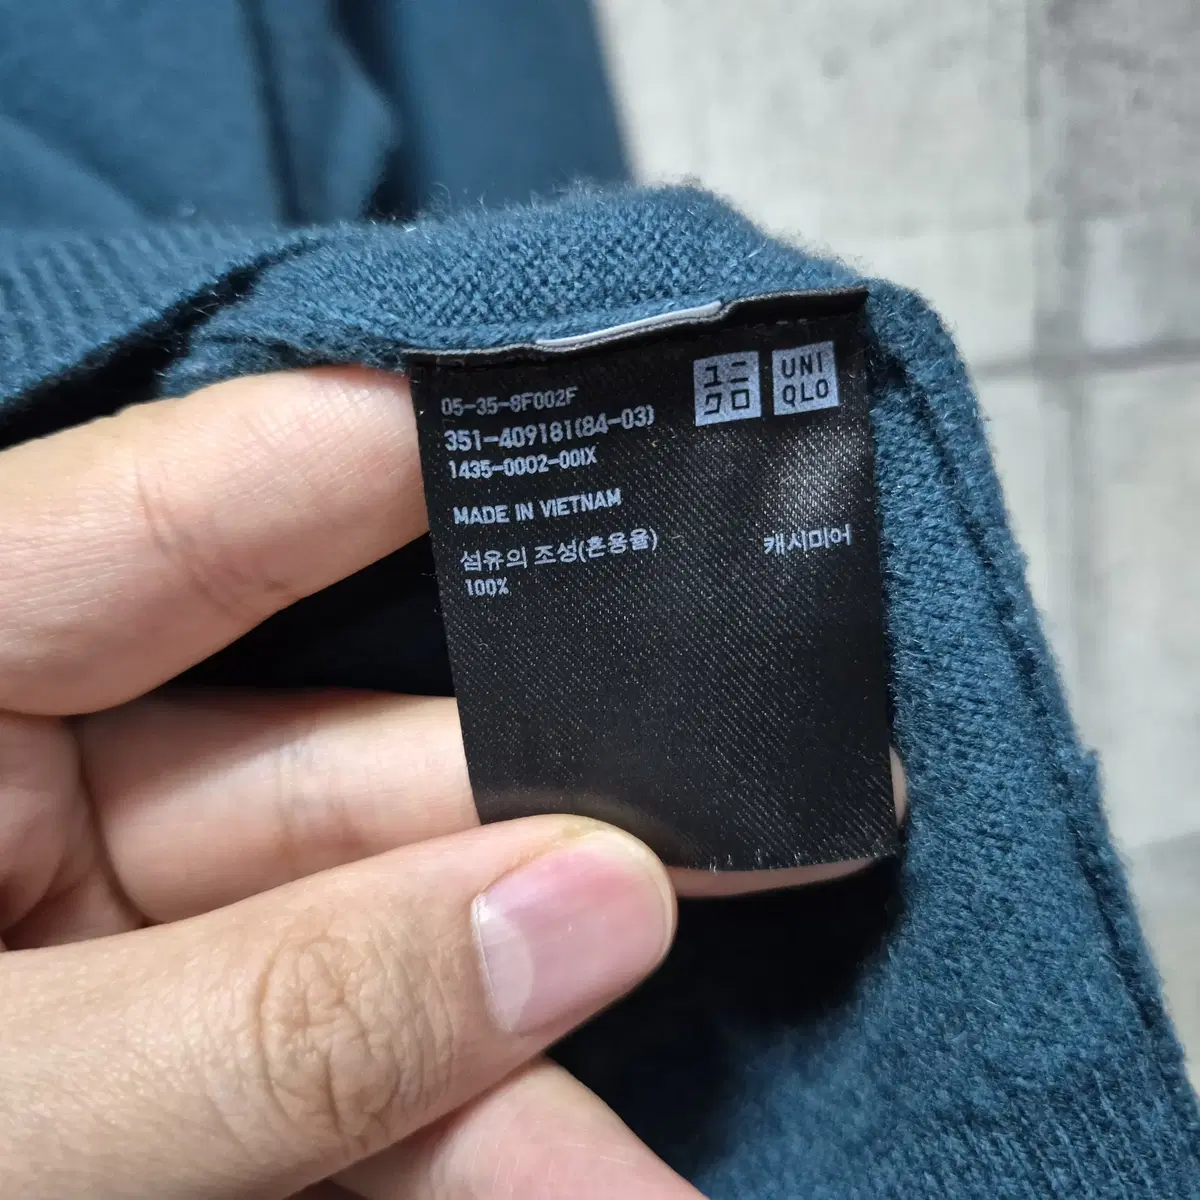 05-35-8F002F
ユニ
クロ
UNI
QLO
351-409181(84-03)
1435-0002-00IX
MADE IN VIETNAM
섬유의 조성(혼용율) 캐시미어
100%